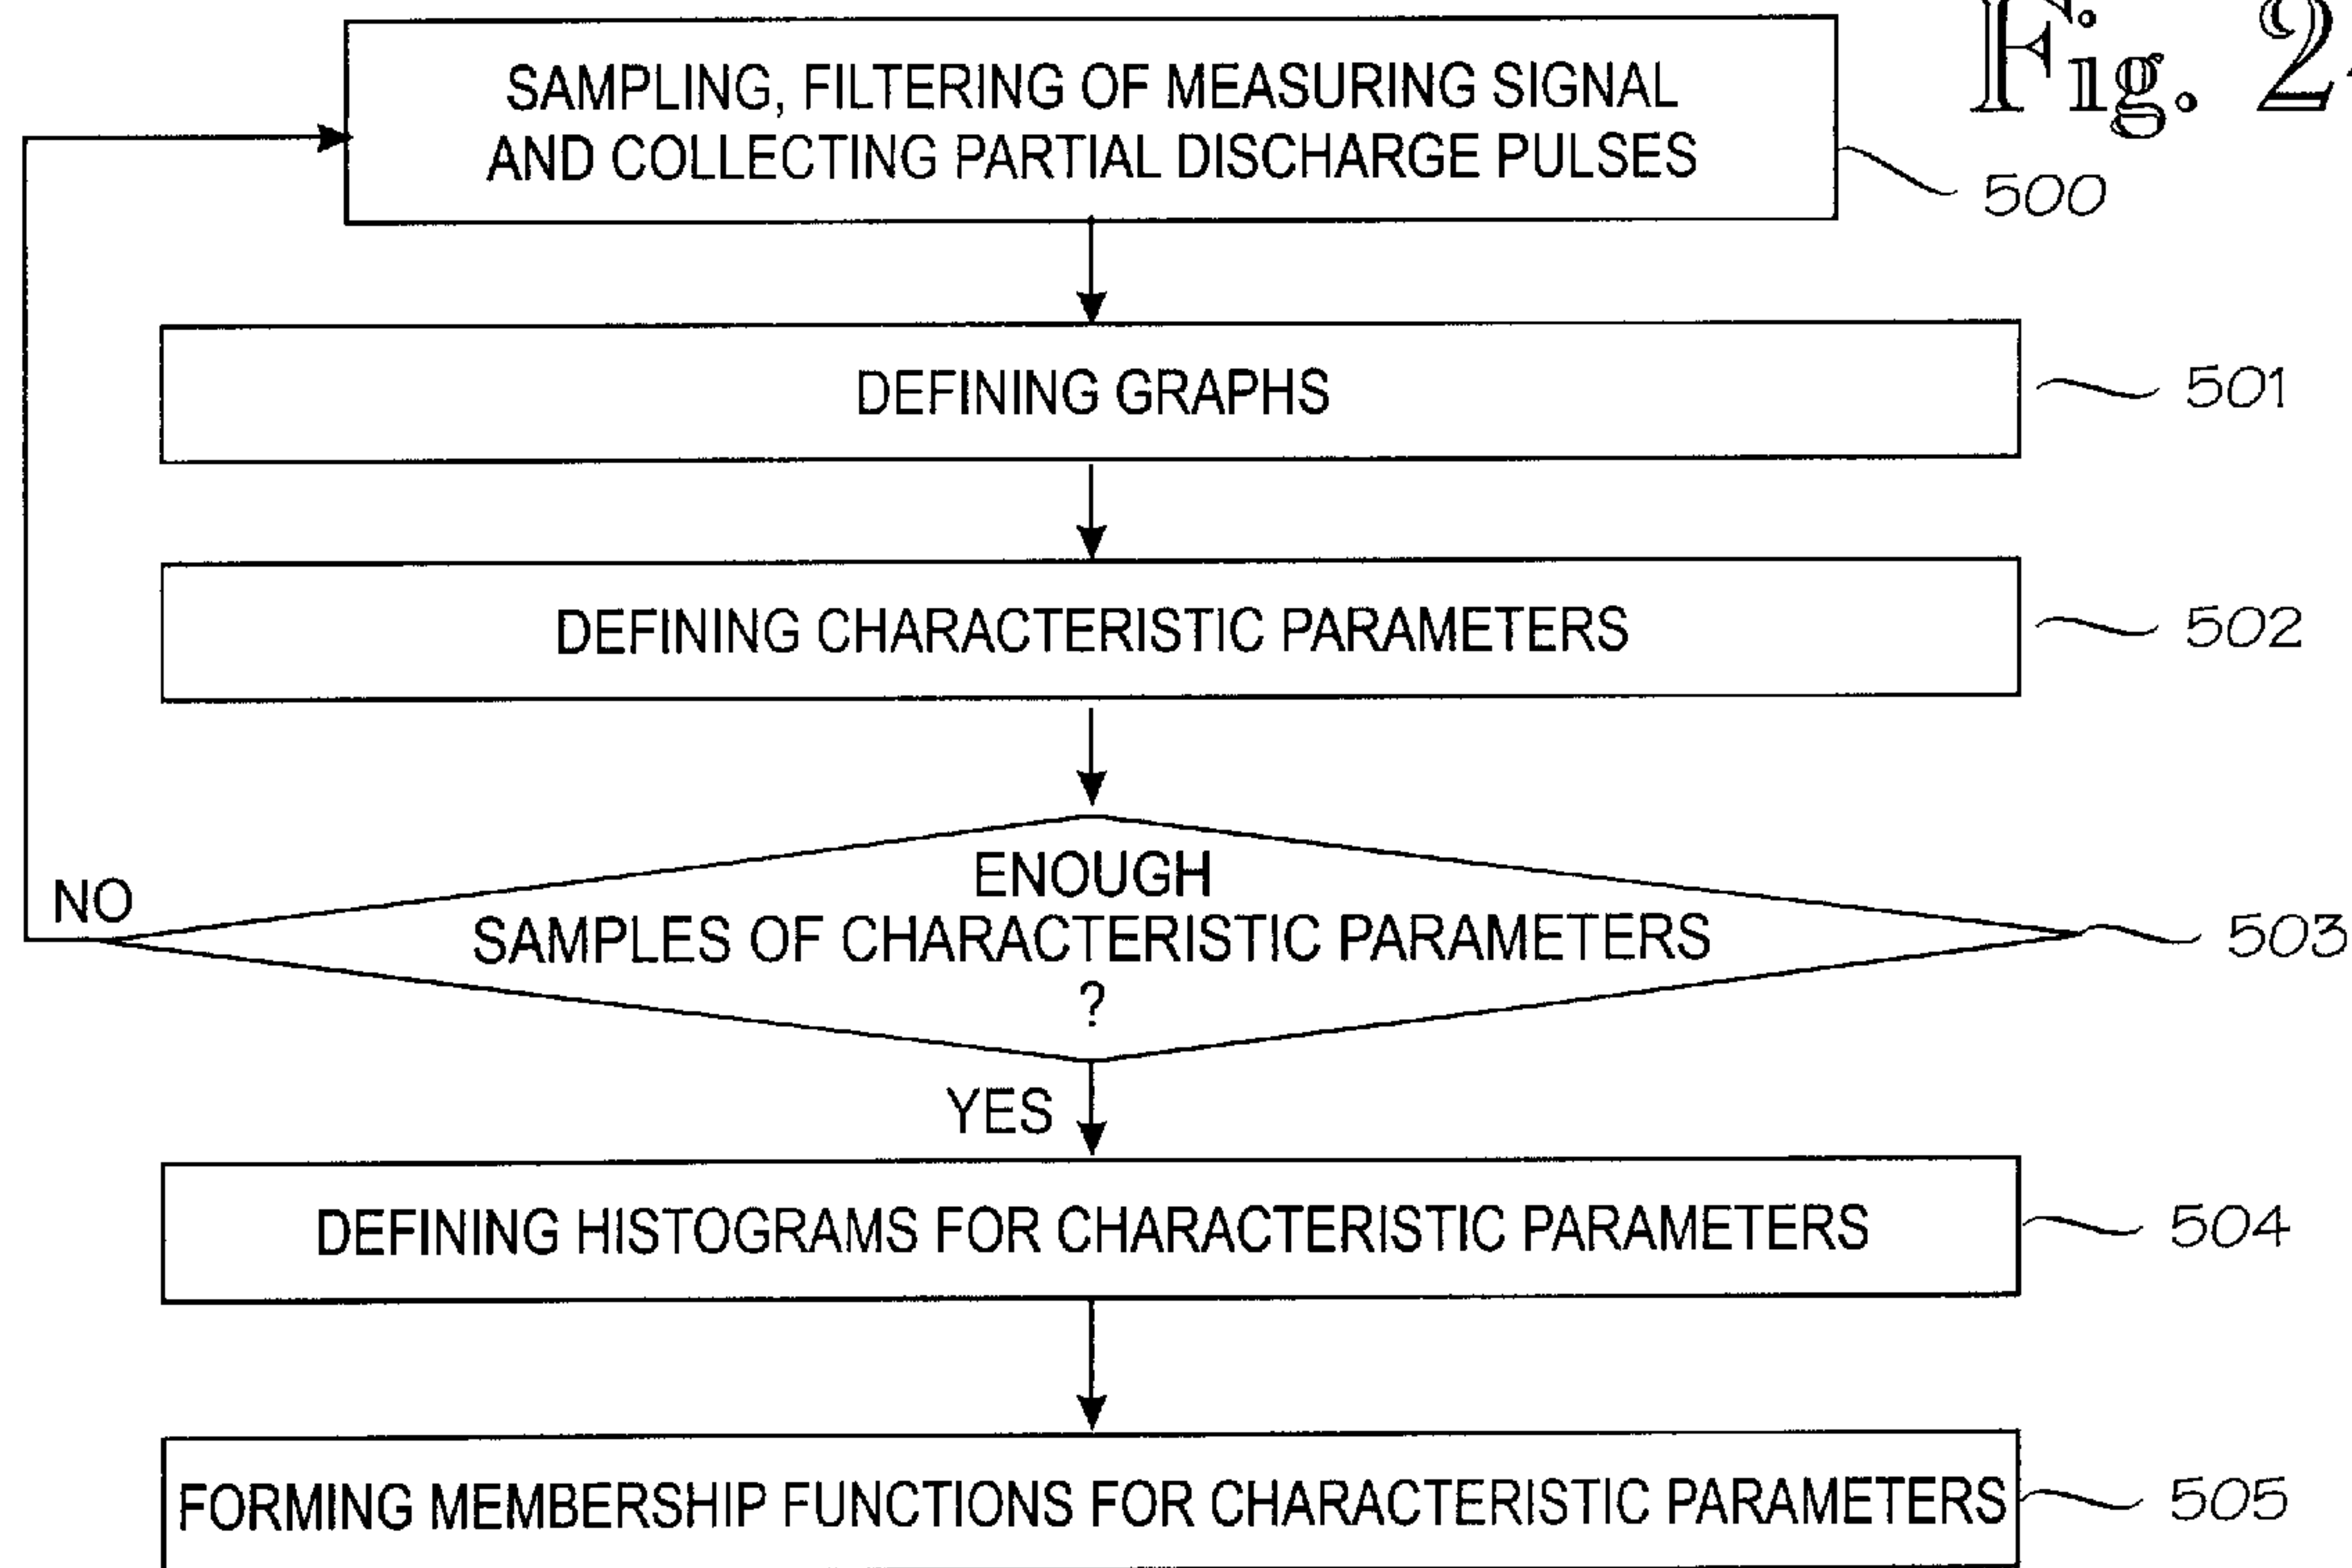 Fig. 2
SAMPLING, FILTERING OF MEASURING SIGNAL
AND COLLECTING PARTIAL DISCHARGE PULSES
500
DEFINING GRAPHS
501
DEFINING CHARACTERISTIC PARAMETERS
502
ENOUGH
SAMPLES OF CHARACTERISTIC PARAMETERS
?
503
NO
YES
DEFINING HISTOGRAMS FOR CHARACTERISTIC PARAMETERS
504
FORMING MEMBERSHIP FUNCTIONS FOR CHARACTERISTIC PARAMETERS
505